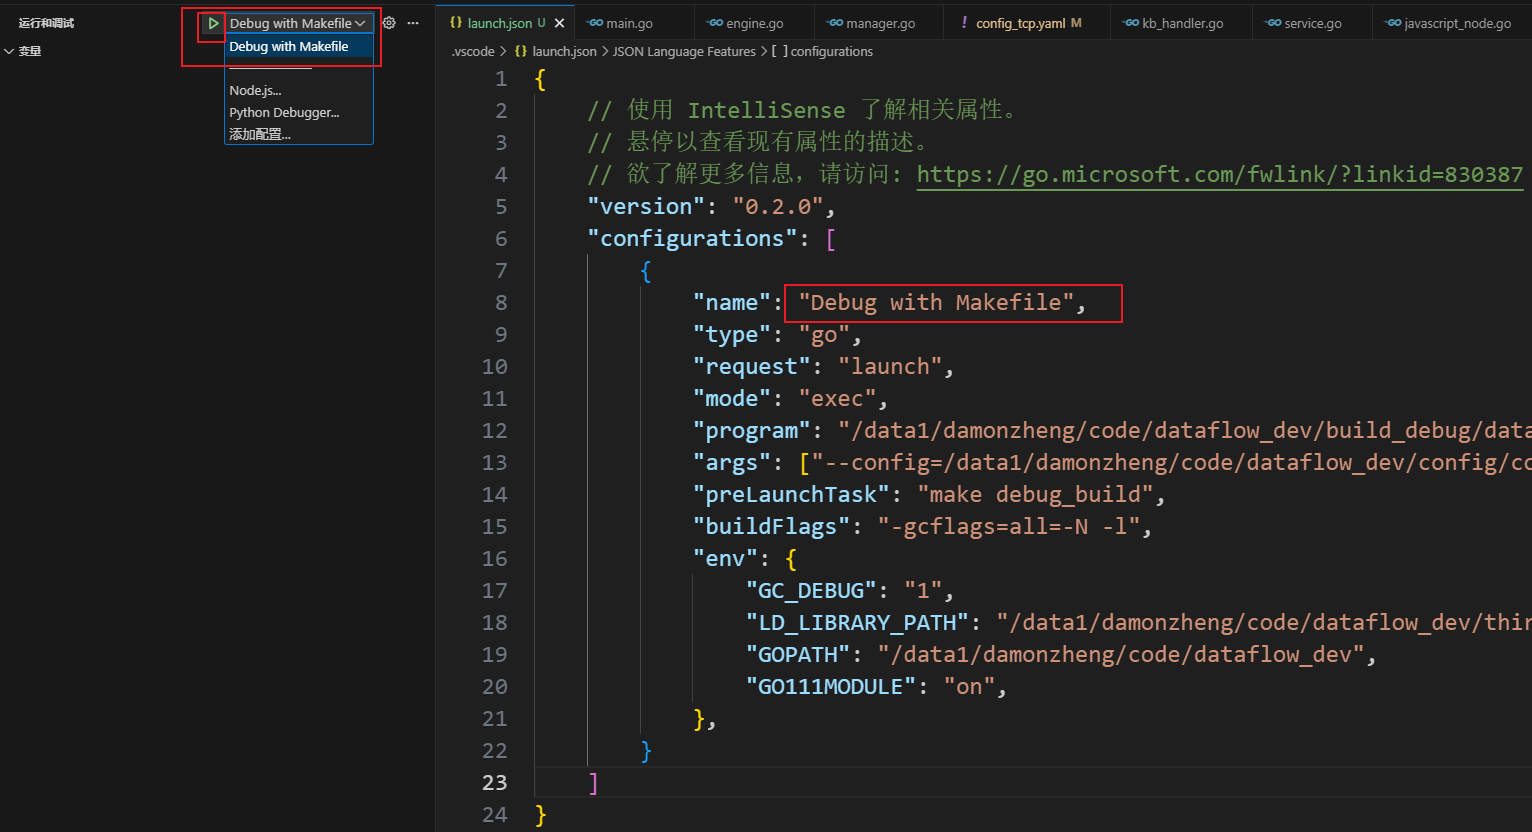 运行和调试
Debug with Makefile
变量
Debug with Makefile
Node.js...
Python Debugger...
添加配置...
launch.json U
main.go
engine.go
manager.go
! config_tcp.yaml M
kb_handler.go
service.go
javascript_node.go
.vscode > {} launch.json > JSON Language Features > [ ] configurations
1 {
2 // 使用 IntelliSense 了解相关属性。
3 // 悬停以查看现有属性的描述。
4 // 欲了解更多信息，请访问: https://go.microsoft.com/fwlink/?linkid=830387
5 "version": "0.2.0",
6 "configurations": [
7 {
8 "name": "Debug with Makefile",
9 "type": "go",
10 "request": "launch",
11 "mode": "exec",
12 "program": "/data1/damonzheng/code/dataflow_dev/build_debug/data
13 "args": ["--config=/data1/damonzheng/code/dataflow_dev/config/co
14 "preLaunchTask": "make debug_build",
15 "buildFlags": "-gcflags=all=-N -l",
16 "env": {
17 "GC_DEBUG": "1",
18 "LD_LIBRARY_PATH": "/data1/damonzheng/code/dataflow_dev/thir
19 "GOPATH": "/data1/damonzheng/code/dataflow_dev",
20 "GO111MODULE": "on",
21 },
22 }
23 ]
24 }